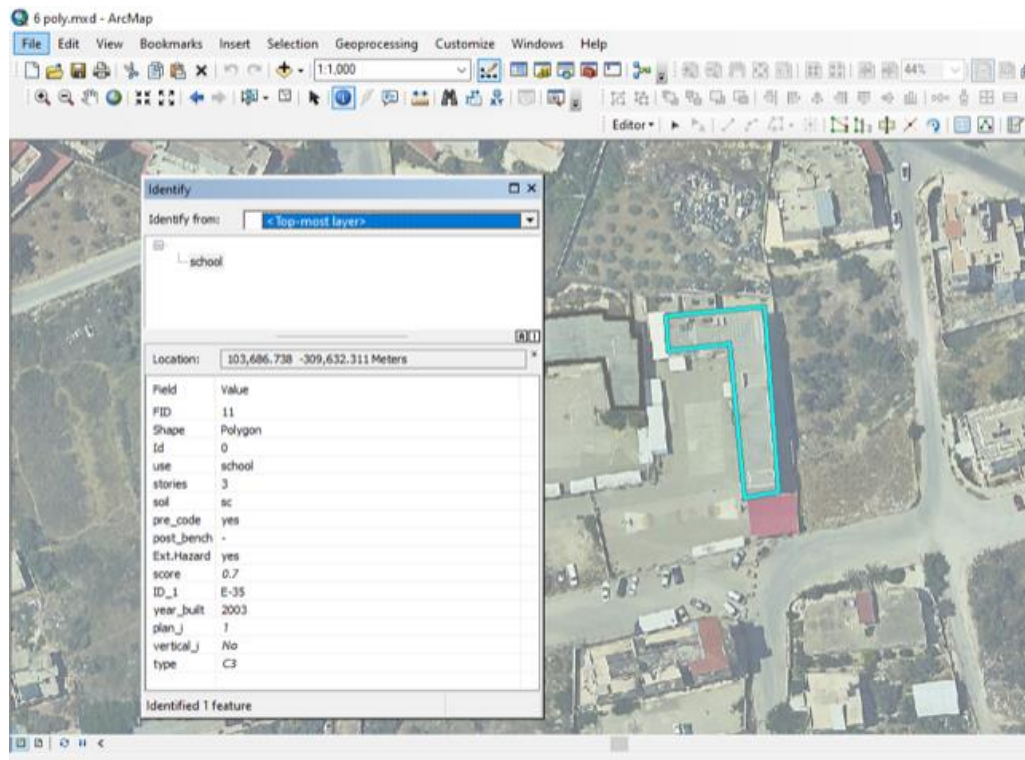 6 poly.mxd - ArcMap
File Edit View Bookmarks Insert Selection Geoprocessing Customize Windows Help
1:1,000
44%
Editor
Identify
Identify from: <Top-most layer>
school
Location: 103,686.738 -309,632.311 Meters
Field Value
FID 11
Shape Polygon
Id 0
use school
stories 3
soil sc
pre_code yes
post_bench -
Ext.Hazard yes
score 0.7
ID_1 E-35
year_built 2003
plan_i 1
vertical_i No
type C3
Identified 1 feature